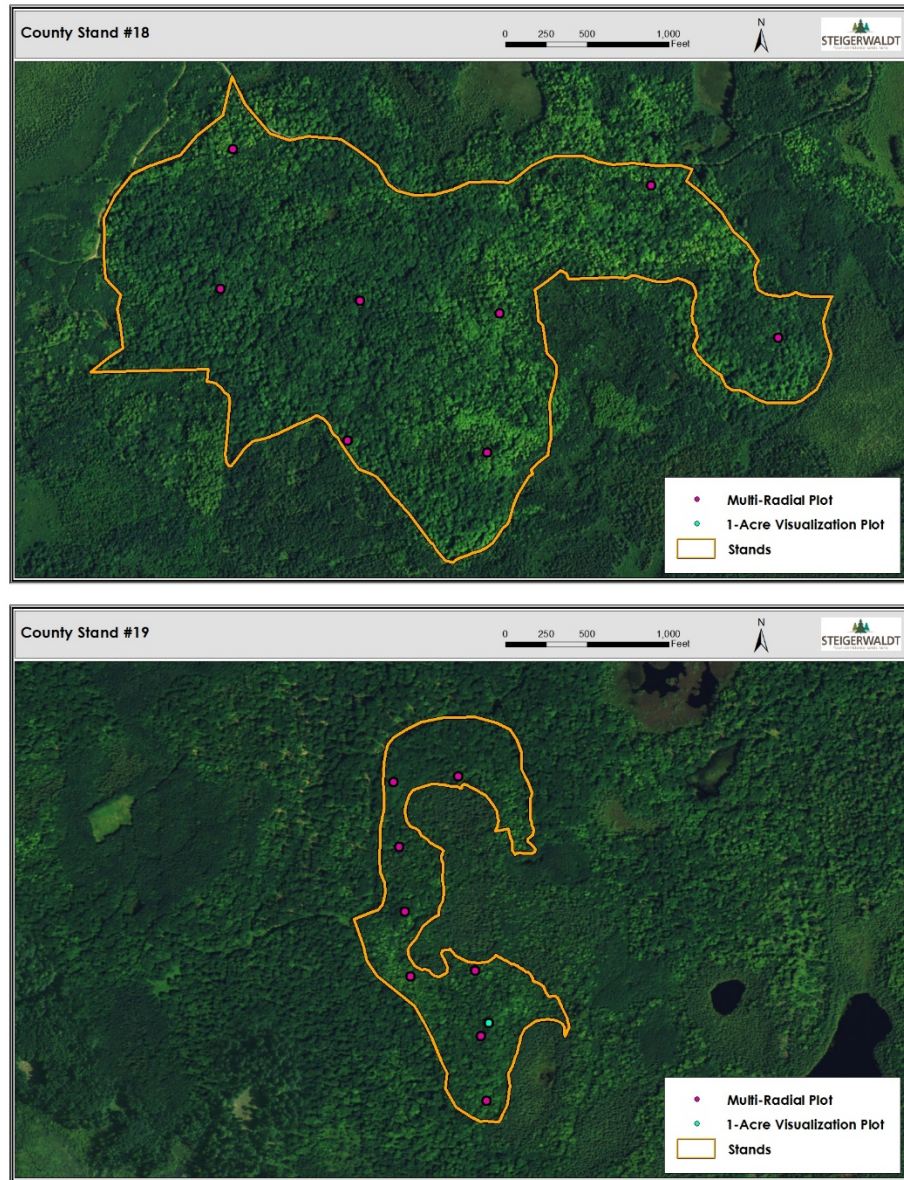 County Stand #18
0 250 500 1,000
Feet
N
STEIGERWALDT
Multi-Radial Plot
1-Acre Visualization Plot
Stands
County Stand #19
0 250 500 1,000
Feet
N
STEIGERWALDT
Multi-Radial Plot
1-Acre Visualization Plot
Stands